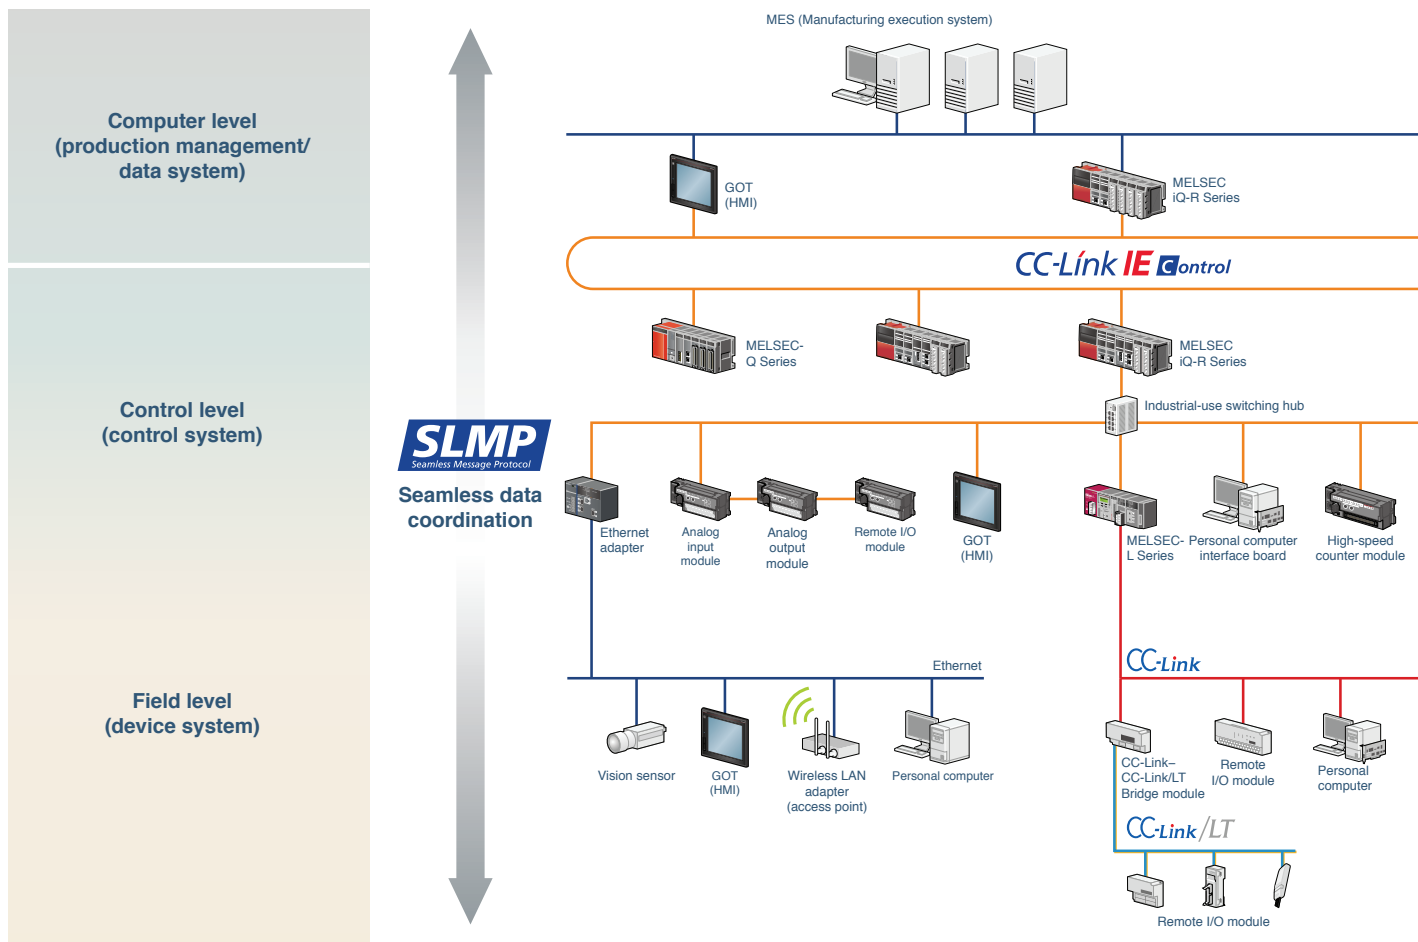 MES (Manufacturing execution system)
Computer level
(production management/
data system)
GOT
(HMI)
MELSEC
iQ-R Series
CC-Link IE Control
MELSEC-
Q Series
MELSEC
iQ-R Series
Control level
(control system)
Industrial-use switching hub
SLMP
Seamless Message Protocol
Seamless data
coordination
Ethernet
adapter
Analog
input
module
Analog
output
module
Remote I/O
module
GOT
(HMI)
MELSEC-
L Series
Personal computer
interface board
High-speed
counter module
Field level
(device system)
Ethernet
CC-Link
Vision sensor
GOT
(HMI)
Wireless LAN
adapter
(access point)
Personal computer
CC-Link–
CC-Link/LT
Bridge module
Remote
I/O module
Personal
computer
CC-Link/LT
Remote I/O module